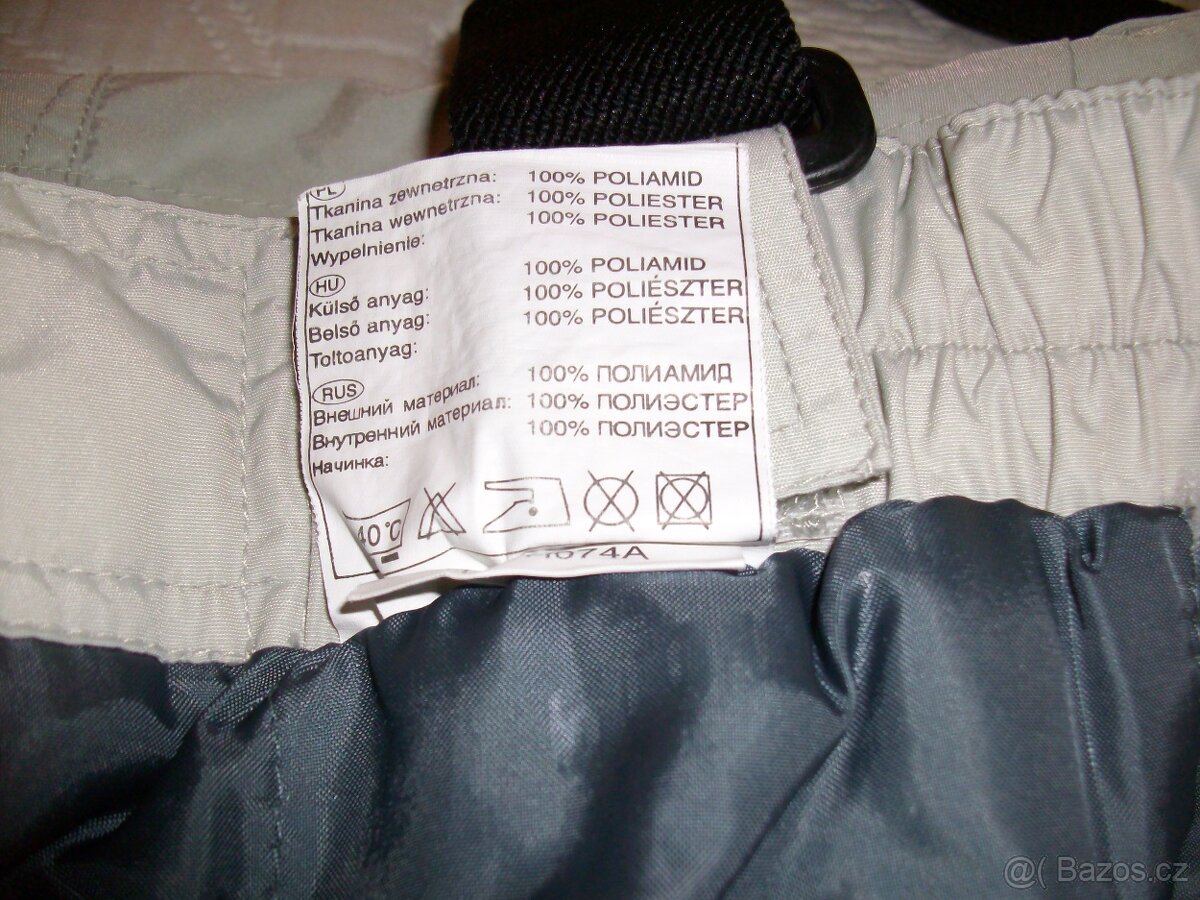 PL
Tkanina zewnetrzna: 100% POLIAMID
Tkanina wewnetrzna: 100% POLIESTER
Wypelnienie: 100% POLIESTER
HU
Külső anyag: 100% POLIAMID
Belső anyag: 100% POLIÉSZTER
Toltoanyag: 100% POLIÉSZTER
RUS
Внешний материал: 100% ПОЛИАМИД
Внутренний материал: 100% ПОЛИЭСТЕР
Начинка: 100% ПОЛИЭСТЕР
40°C
1074A
@( Bazos.cz